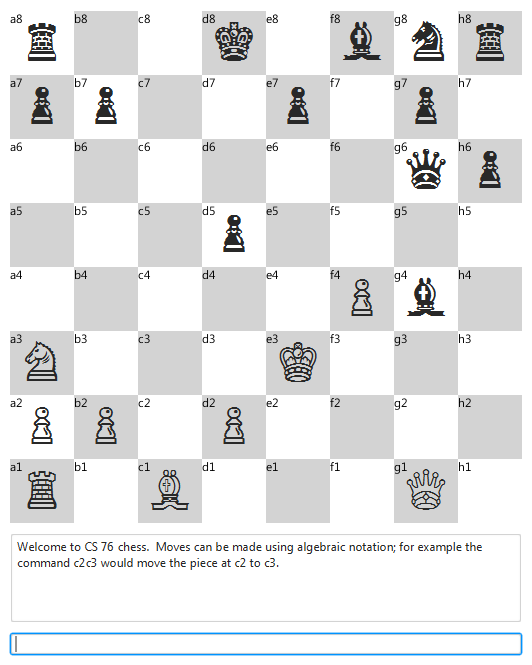 a8 b8 c8 d8 e8 f8 g8 h8
a7 b7 c7 d7 e7 f7 g7 h7
a6 b6 c6 d6 e6 f6 g6 h6
a5 b5 c5 d5 e5 f5 g5 h5
a4 b4 c4 d4 e4 f4 g4 h4
a3 b3 c3 d3 e3 f3 g3 h3
a2 b2 c2 d2 e2 f2 g2 h2
a1 b1 c1 d1 e1 f1 g1 h1
Welcome to CS 76 chess.  Moves can be made using algebraic notation; for example the
command c2c3 would move the piece at c2 to c3.